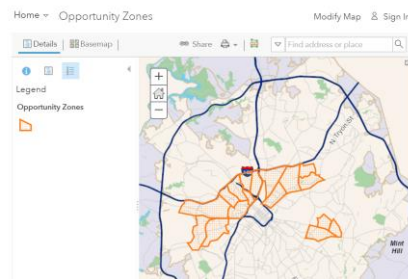 Home Opportunity Zones Modify Map Sign In
Details Basemap Share Find address or place
Legend
Opportunity Zones
+
−
N Tryon St
Mint
Hill